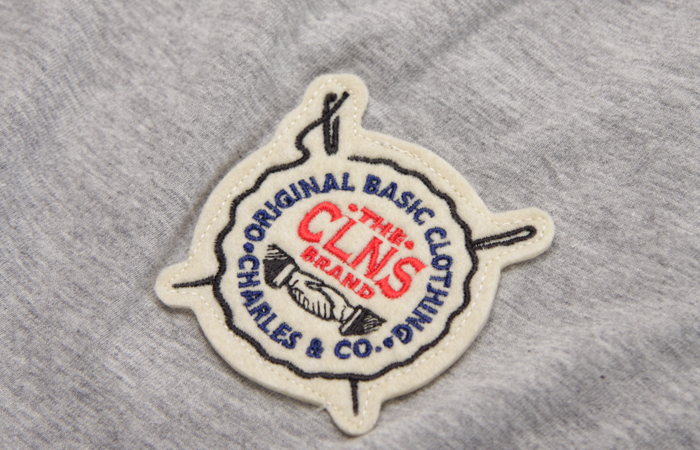 ORIGINAL BASIC CLOTHING
•THE•
CLNS
BRAND
•CHARLES & CO.•